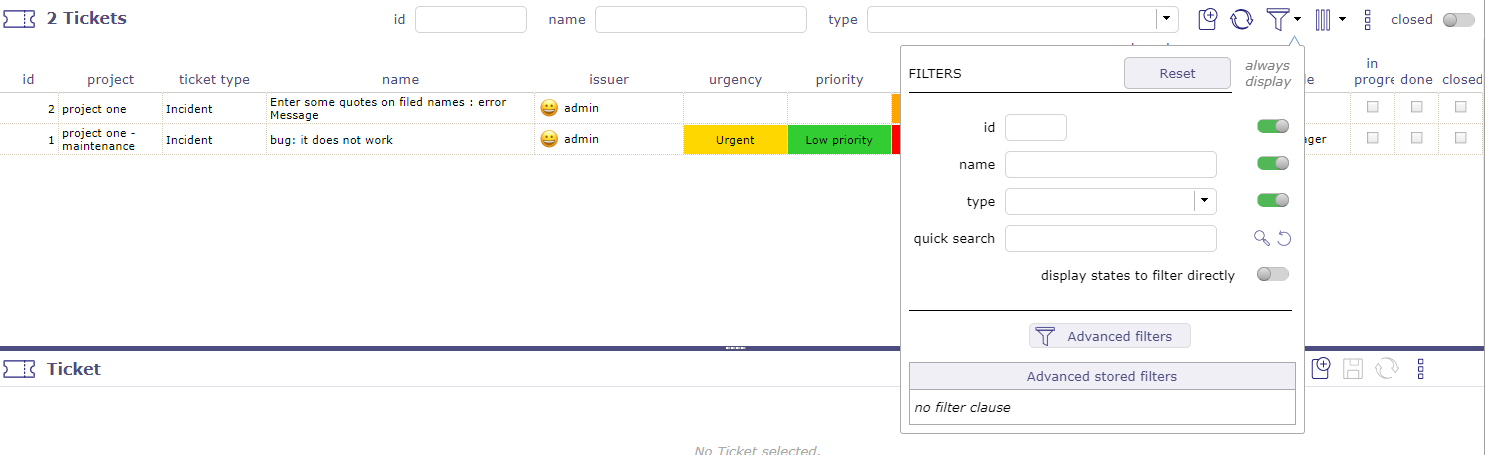 2 Tickets id name type closed
id project ticket type name issuer urgency priority in progre done closed
2 project one Incident Enter some quotes on filed names : error Message admin
1 project one - maintenance Incident bug: it does not work admin Urgent Low priority ager
FILTERS Reset always display
id
name
type
quick search
display states to filter directly
Advanced filters
Advanced stored filters
no filter clause
Ticket
No Ticket selected.